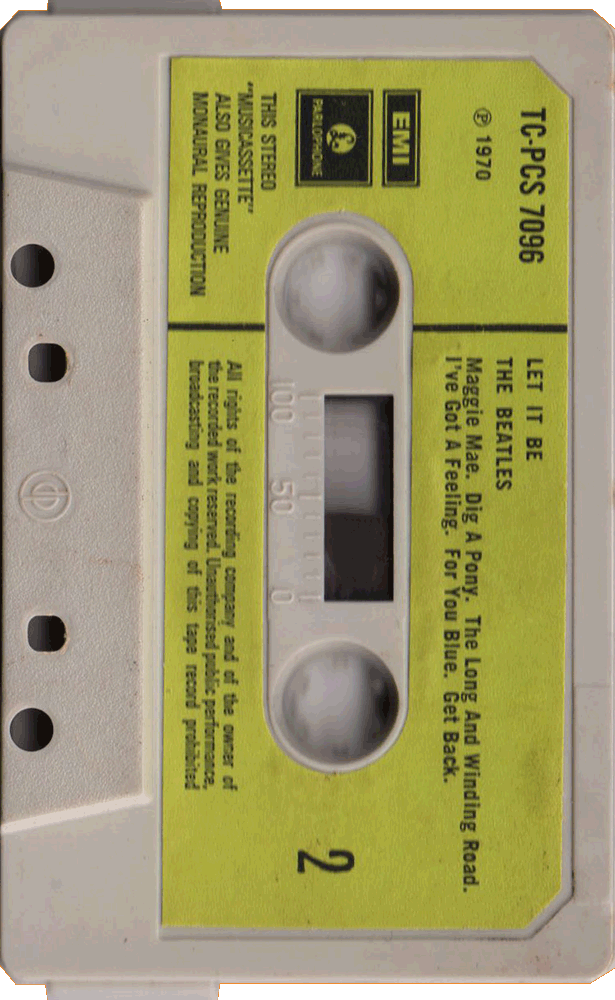 TC-PCS 7096
℗ 1970
EMI
PARLOPHONE
£
THIS STEREO
"MUSICASSETTE"
ALSO GIVES GENUINE
MONAURAL REPRODUCTION
LET IT BE
THE BEATLES
Maggie Mae. Dig A Pony. The Long And Winding Road.
I've Got A Feeling. For You Blue. Get Back.
100 50 0
All rights of the recording company and of the owner of
the recorded work reserved. Unauthorised public performance,
broadcasting and copying of this tape record prohibited
2